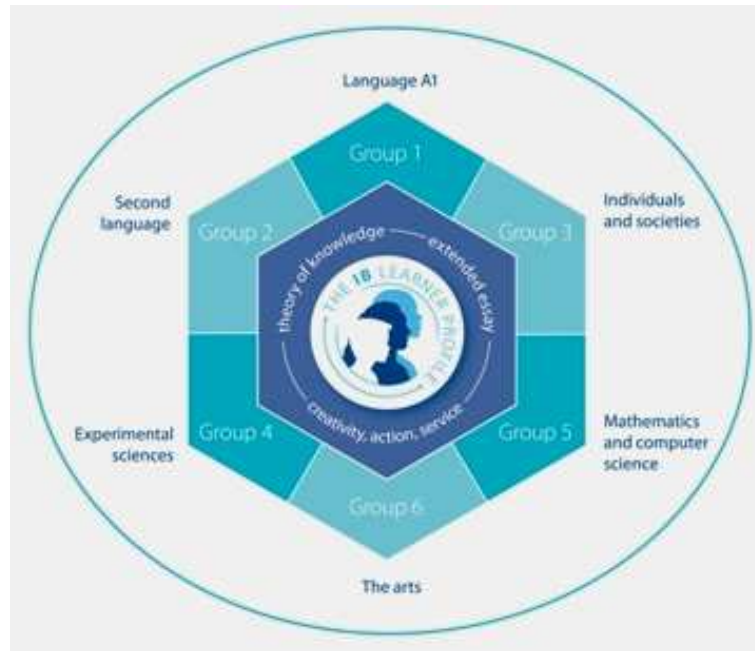 Language A1
Group 1
Second
language
Group 2
Individuals
and societies
Group 3
theory of knowledge
extended essay
THE IB LEARNER PROFILE
creativity, action, service
Experimental
sciences
Group 4
Mathematics
and computer
science
Group 5
Group 6
The arts